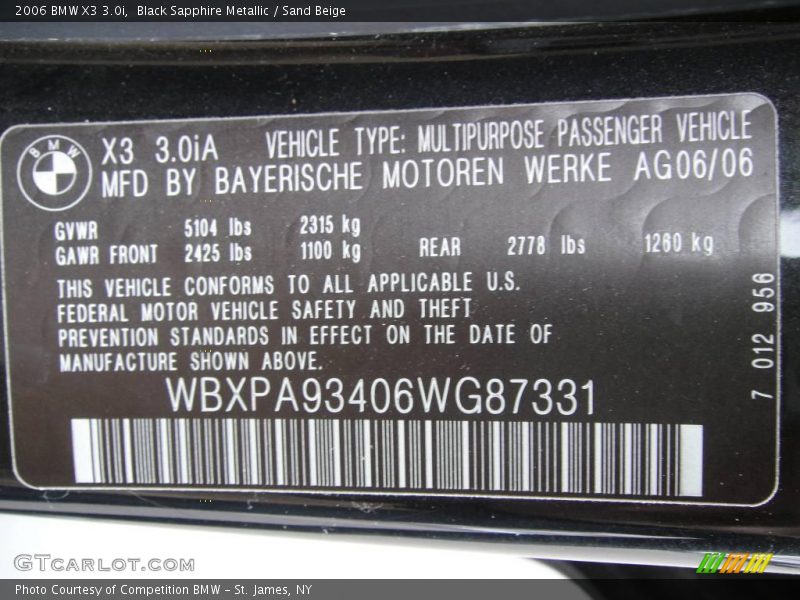 2006 BMW X3 3.0i, Black Sapphire Metallic / Sand Beige
BMW
X3 3.0iA VEHICLE TYPE: MULTIPURPOSE PASSENGER VEHICLE
MFD BY BAYERISCHE MOTOREN WERKE AG06/06
GVWR 5104 lbs 2315 kg
GAWR FRONT 2425 lbs 1100 kg REAR 2778 lbs 1260 kg
THIS VEHICLE CONFORMS TO ALL APPLICABLE U.S.
FEDERAL MOTOR VEHICLE SAFETY AND THEFT
PREVENTION STANDARDS IN EFFECT ON THE DATE OF
MANUFACTURE SHOWN ABOVE.
WBXPA93406WG87331
7 012 956
GTCARLOT.COM
Photo Courtesy of Competition BMW - St. James, NY